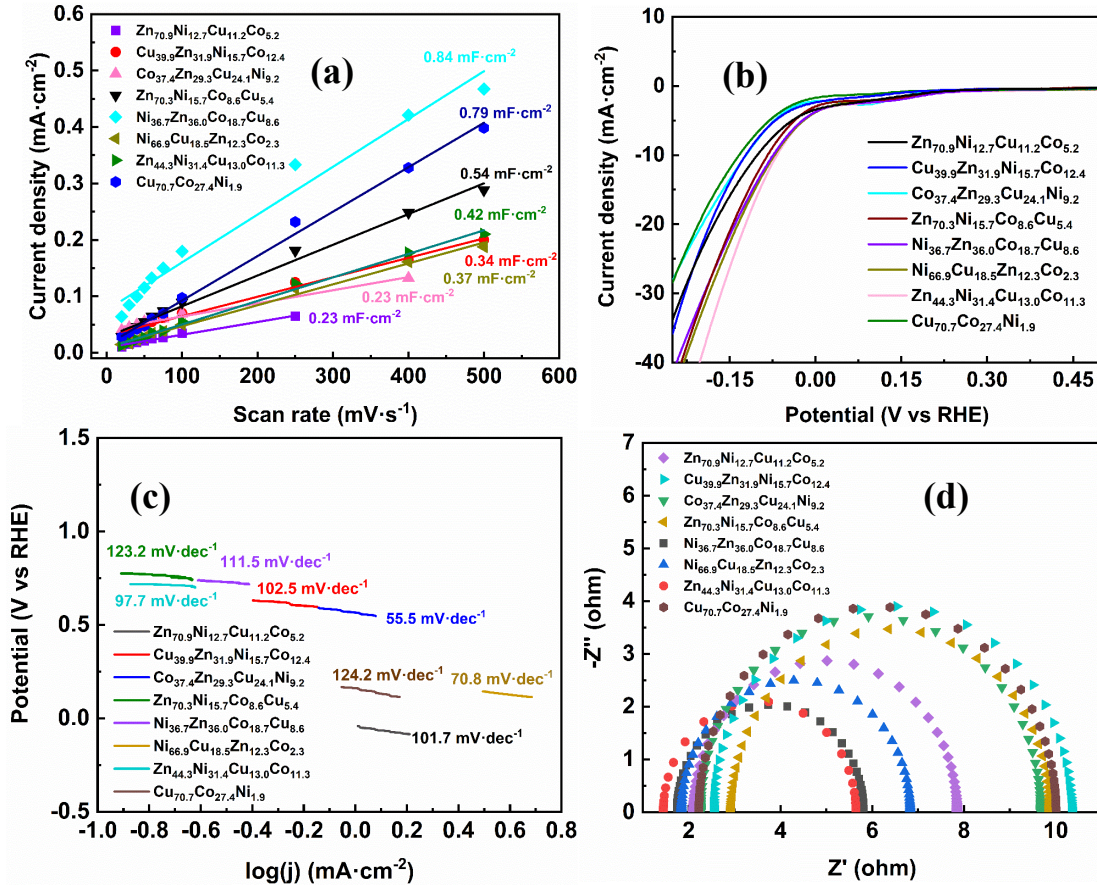 (a)
Current density (mA·cm⁻²)
0.6
0.5
0.4
0.3
0.2
0.1
0.0
Zn₇₀.₉Ni₁₂.₇Cu₁₁.₂Co₅.₂
Cu₃₉.₉Zn₃₁.₉Ni₁₅.₇Co₁₂.₄
Co₃₇.₄Zn₂₉.₃Cu₂₄.₁Ni₉.₂
Zn₇₀.₃Ni₁₅.₇Co₈.₆Cu₅.₄
Ni₃₆.₇Zn₃₆.₀Co₁₈.₇Cu₈.₆
Ni₆₆.₉Cu₁₈.₅Zn₁₂.₃Co₂.₃
Zn₄₄.₃Ni₃₁.₄Cu₁₃.₀Co₁₁.₃
Cu₇₀.₇Co₂₇.₄Ni₁.₉
0.84 mF·cm⁻²
0.79 mF·cm⁻²
0.54 mF·cm⁻²
0.42 mF·cm⁻²
0.34 mF·cm⁻²
0.37 mF·cm⁻²
0.23 mF·cm⁻²
0.23 mF·cm⁻²
0 100 200 300 400 500 600
Scan rate (mV·s⁻¹)
(b)
Current density (mA·cm⁻²)
10
0
-10
-20
-30
-40
Zn₇₀.₉Ni₁₂.₇Cu₁₁.₂Co₅.₂
Cu₃₉.₉Zn₃₁.₉Ni₁₅.₇Co₁₂.₄
Co₃₇.₄Zn₂₉.₃Cu₂₄.₁Ni₉.₂
Zn₇₀.₃Ni₁₅.₇Co₈.₆Cu₅.₄
Ni₃₆.₇Zn₃₆.₀Co₁₈.₇Cu₈.₆
Ni₆₆.₉Cu₁₈.₅Zn₁₂.₃Co₂.₃
Zn₄₄.₃Ni₃₁.₄Cu₁₃.₀Co₁₁.₃
Cu₇₀.₇Co₂₇.₄Ni₁.₉
-0.15 0.00 0.15 0.30 0.45
Potential (V vs RHE)
(c)
Potential (V vs RHE)
1.5
1.0
0.5
0.0
-0.5
123.2 mV·dec⁻¹
111.5 mV·dec⁻¹
97.7 mV·dec⁻¹
102.5 mV·dec⁻¹
55.5 mV·dec⁻¹
124.2 mV·dec⁻¹
70.8 mV·dec⁻¹
101.7 mV·dec⁻¹
Zn₇₀.₉Ni₁₂.₇Cu₁₁.₂Co₅.₂
Cu₃₉.₉Zn₃₁.₉Ni₁₅.₇Co₁₂.₄
Co₃₇.₄Zn₂₉.₃Cu₂₄.₁Ni₉.₂
Zn₇₀.₃Ni₁₅.₇Co₈.₆Cu₅.₄
Ni₃₆.₇Zn₃₆.₀Co₁₈.₇Cu₈.₆
Ni₆₆.₉Cu₁₈.₅Zn₁₂.₃Co₂.₃
Zn₄₄.₃Ni₃₁.₄Cu₁₃.₀Co₁₁.₃
Cu₇₀.₇Co₂₇.₄Ni₁.₉
-1.0 -0.8 -0.6 -0.4 -0.2 0.0 0.2 0.4 0.6 0.8
log(j) (mA·cm⁻²)
(d)
-Z'' (ohm)
7
6
5
4
3
2
1
0
Zn₇₀.₉Ni₁₂.₇Cu₁₁.₂Co₅.₂
Cu₃₉.₉Zn₃₁.₉Ni₁₅.₇Co₁₂.₄
Co₃₇.₄Zn₂₉.₃Cu₂₄.₁Ni₉.₂
Zn₇₀.₃Ni₁₅.₇Co₈.₆Cu₅.₄
Ni₃₆.₇Zn₃₆.₀Co₁₈.₇Cu₈.₆
Ni₆₆.₉Cu₁₈.₅Zn₁₂.₃Co₂.₃
Zn₄₄.₃Ni₃₁.₄Cu₁₃.₀Co₁₁.₃
Cu₇₀.₇Co₂₇.₄Ni₁.₉
2 4 6 8 10
Z' (ohm)